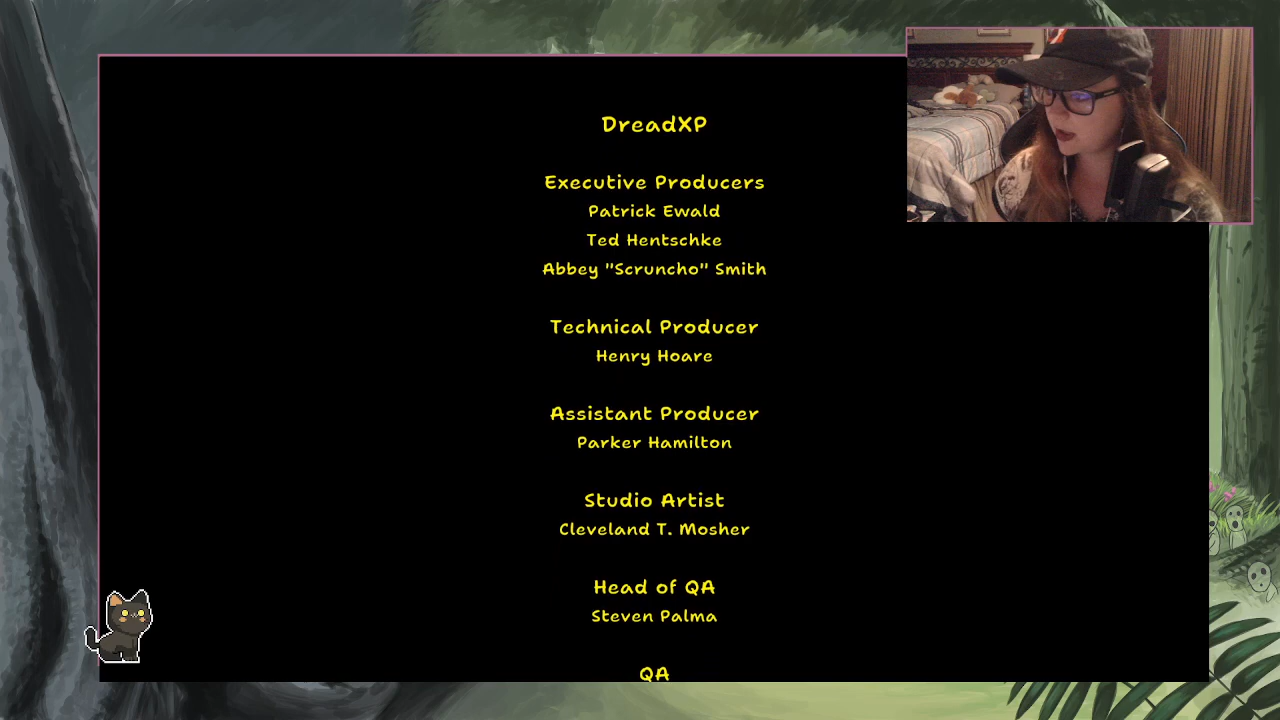 DreadXP
Executive Producers
Patrick Ewald
Ted Hentschke
Abbey "Scruncho" Smith
Technical Producer
Henry Hoare
Assistant Producer
Parker Hamilton
Studio Artist
Cleveland T. Mosher
Head of QA
Steven Palma
QA